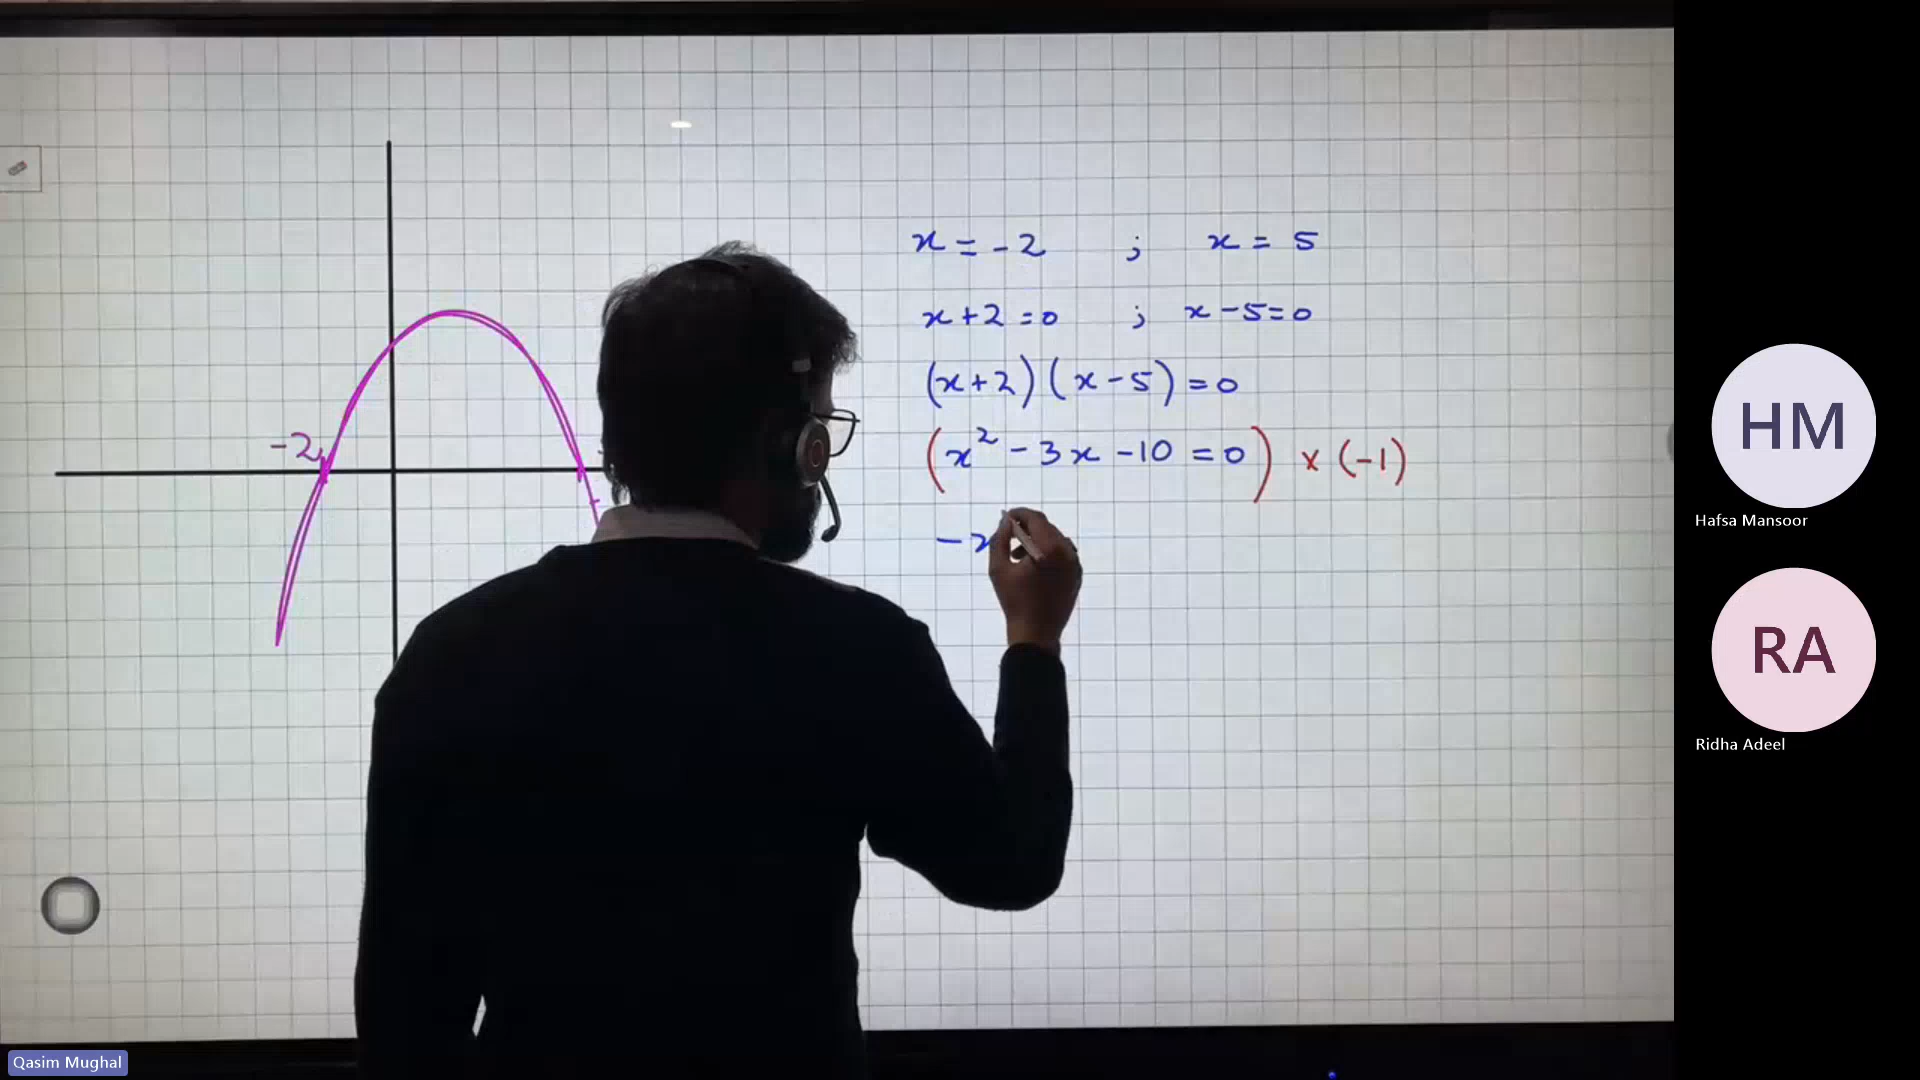 x = -2 ; x = 5
x+2 = 0 ; x-5=0
(x+2)(x-5) = 0
(x² - 3x - 10 = 0) × (-1)
-x
-2
HM
Hafsa Mansoor
RA
Ridha Adeel
Qasim Mughal